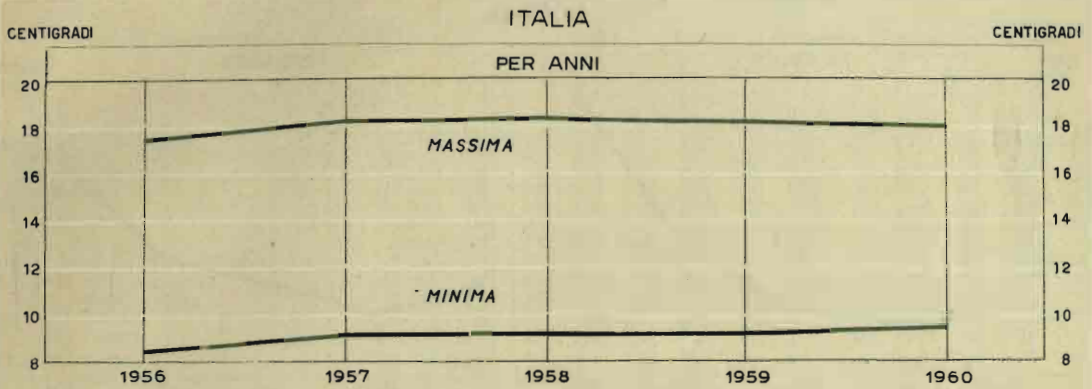 ITALIA
CENTIGRADI CENTIGRADI
PER ANNI
20 20
18 18
MASSIMA
16 16
14 14
12 12
MINIMA
10 10
8 8
1956 1957 1958 1959 1960